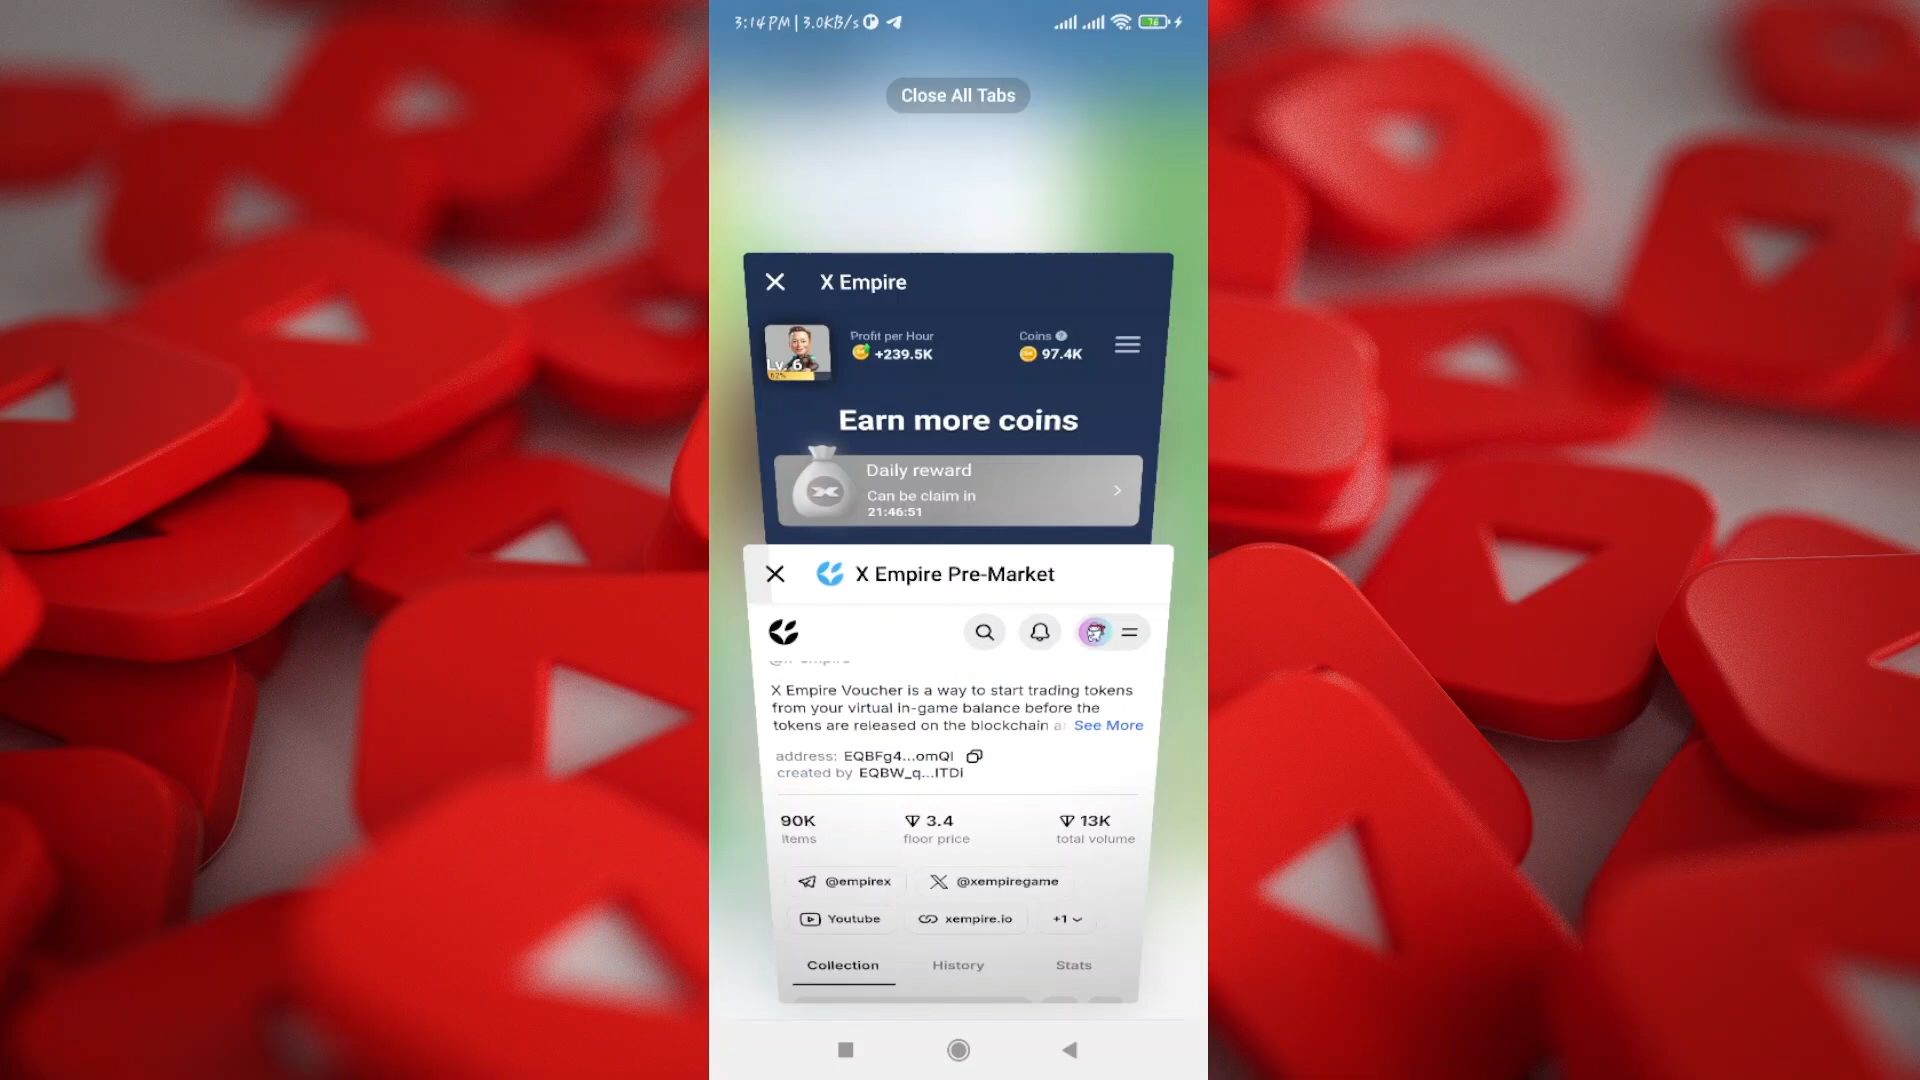 3:14PM|3.0KB/s
76
Close All Tabs
X Empire
Profit per Hour
+239.5K
Coins
97.4K
Lv. 6
62%
Earn more coins
Daily reward
Can be claim in
21:46:51
X Empire Pre-Market
X Empire Voucher is a way to start trading tokens
from your virtual in-game balance before the
tokens are released on the blockchain a See More
address: EQBFg4...omQI
created by EQBW_q...ITDi
90K
items
3.4
floor price
13K
total volume
@empirex
@xempiregame
Youtube
xempire.io
+1
Collection
History
Stats